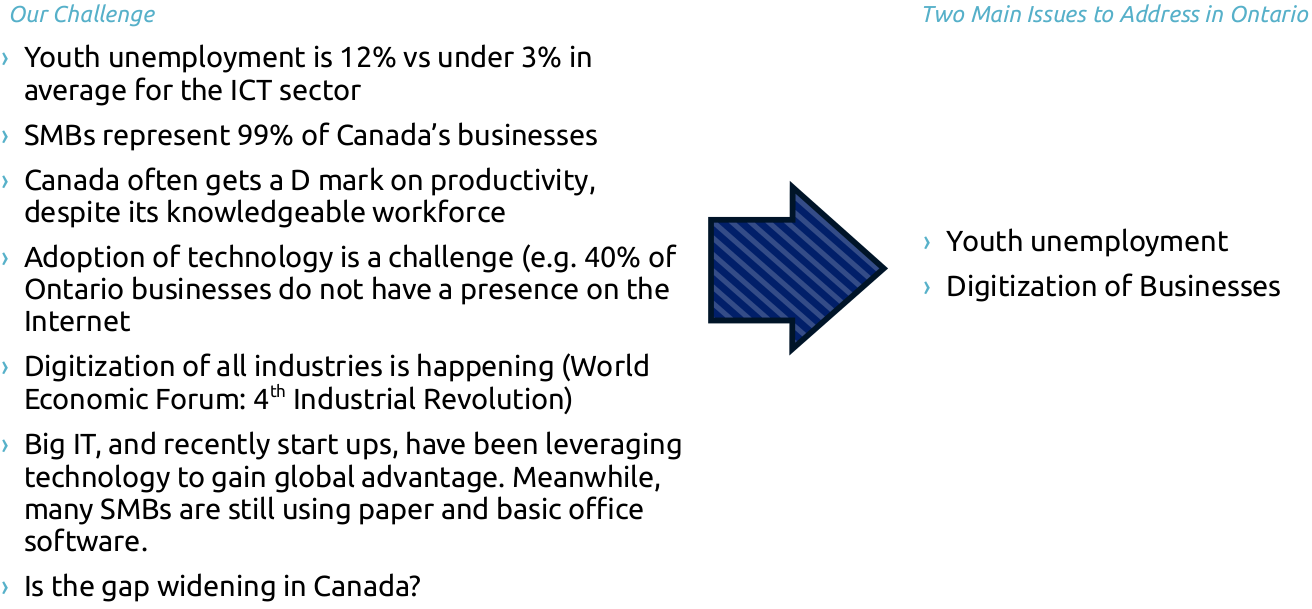 Our Challenge
› Youth unemployment is 12% vs under 3% in
average for the ICT sector
› SMBs represent 99% of Canada’s businesses
› Canada often gets a D mark on productivity,
despite its knowledgeable workforce
› Adoption of technology is a challenge (e.g. 40% of
Ontario businesses do not have a presence on the
Internet
› Digitization of all industries is happening (World
Economic Forum: 4th Industrial Revolution)
› Big IT, and recently start ups, have been leveraging
technology to gain global advantage. Meanwhile,
many SMBs are still using paper and basic office
software.
› Is the gap widening in Canada?
Two Main Issues to Address in Ontario
› Youth unemployment
› Digitization of Businesses